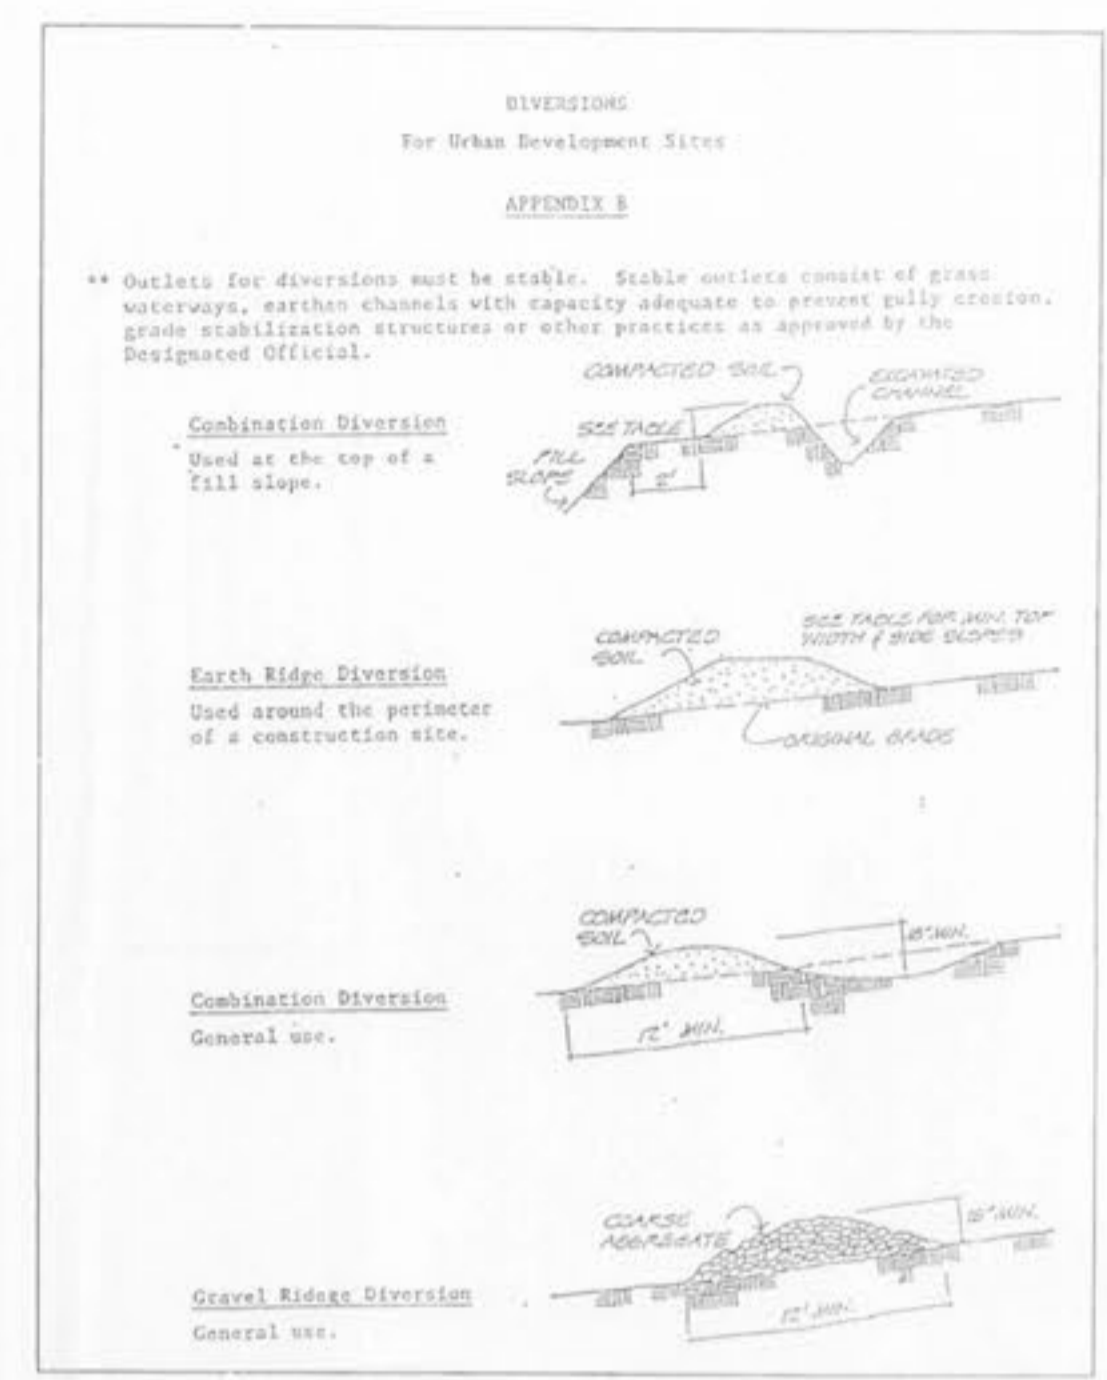 DIVERSIONS
For Urban Development Sites
APPENDIX B
** Outlets for diversions must be stable. Stable outlets consist of grass
waterways, earthen channels with capacity adequate to prevent gully erosion,
grade stabilization structures or other practices as approved by the
Designated Official.
Combination Diversion
Used at the top of a
fill slope.
COMPACTED SOIL
EXCAVATED
CHANNEL
SEE TABLE
FILL
SLOPE
2'
Earth Ridge Diversion
Used around the perimeter
of a construction site.
COMPACTED
SOIL
SEE TABLE FOR MIN. TOP
WIDTH & SIDE SLOPES
ORIGINAL GRADE
Combination Diversion
General use.
COMPACTED
SOIL
18" MIN.
12' MIN.
Gravel Ridege Diversion
General use.
COARSE
AGGREGATE
18" MIN.
12' MIN.